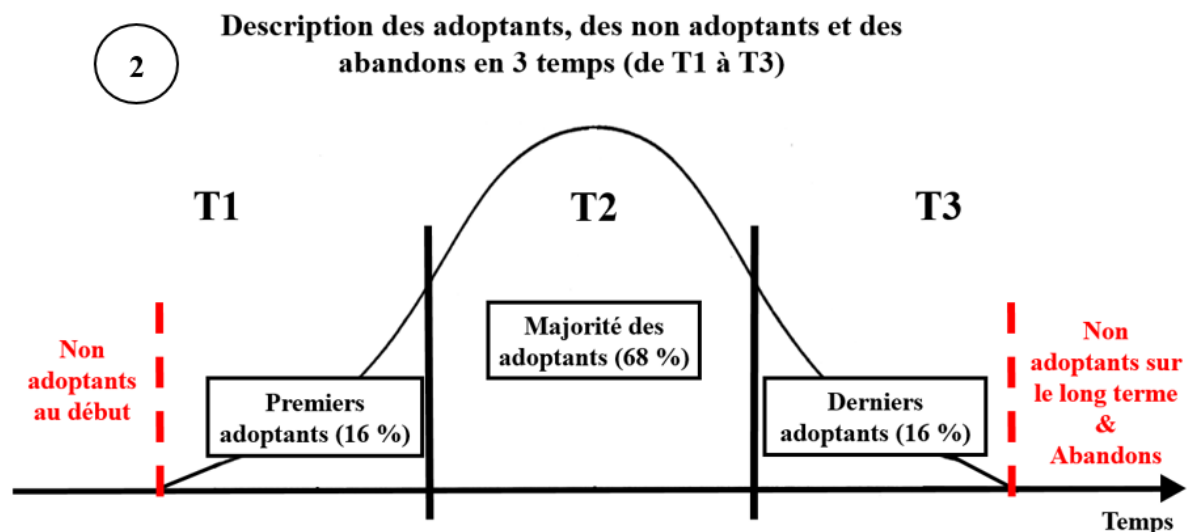 Description des adoptants, des non adoptants et des
abandons en 3 temps (de T1 à T3)
2
T1
T2
T3
Non
adoptants
au début
Premiers
adoptants (16 %)
Majorité des
adoptants (68 %)
Derniers
adoptants (16 %)
Non
adoptants sur
le long terme
&
Abandons
Temps